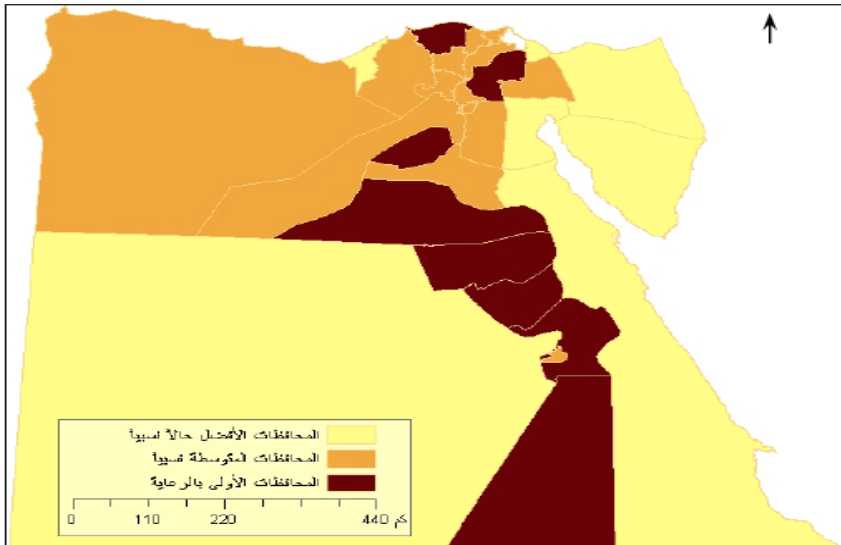 المحافظات الأفضل حالاً نسبياً
المحافظات المتوسطة نسبياً
المحافظات الأولى بالرعاية
0 110 220 440 كم